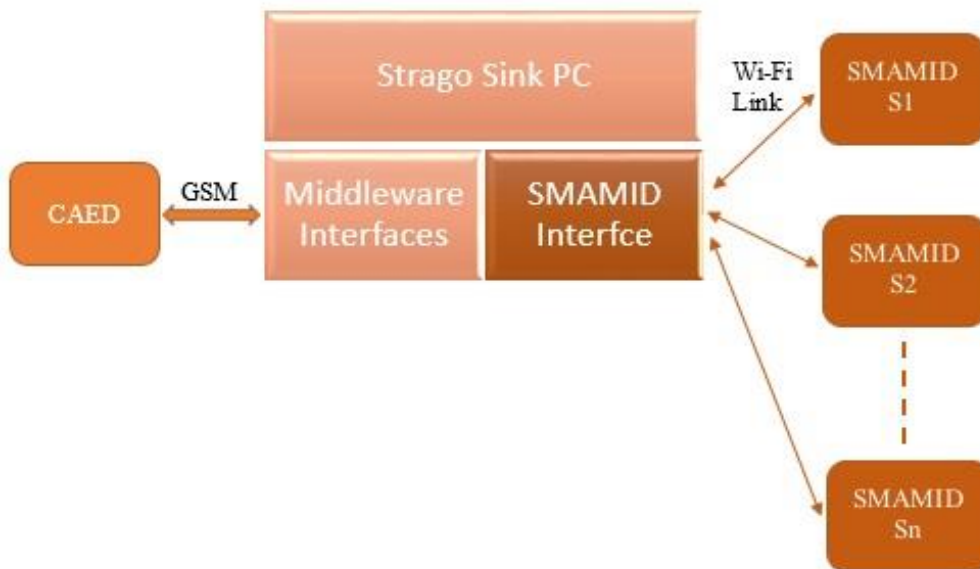 Strago Sink PC
Wi-Fi
Link
SMAMID
S1
CAED
GSM
Middleware
Interfaces
SMAMID
Interfce
SMAMID
S2
SMAMID
Sn